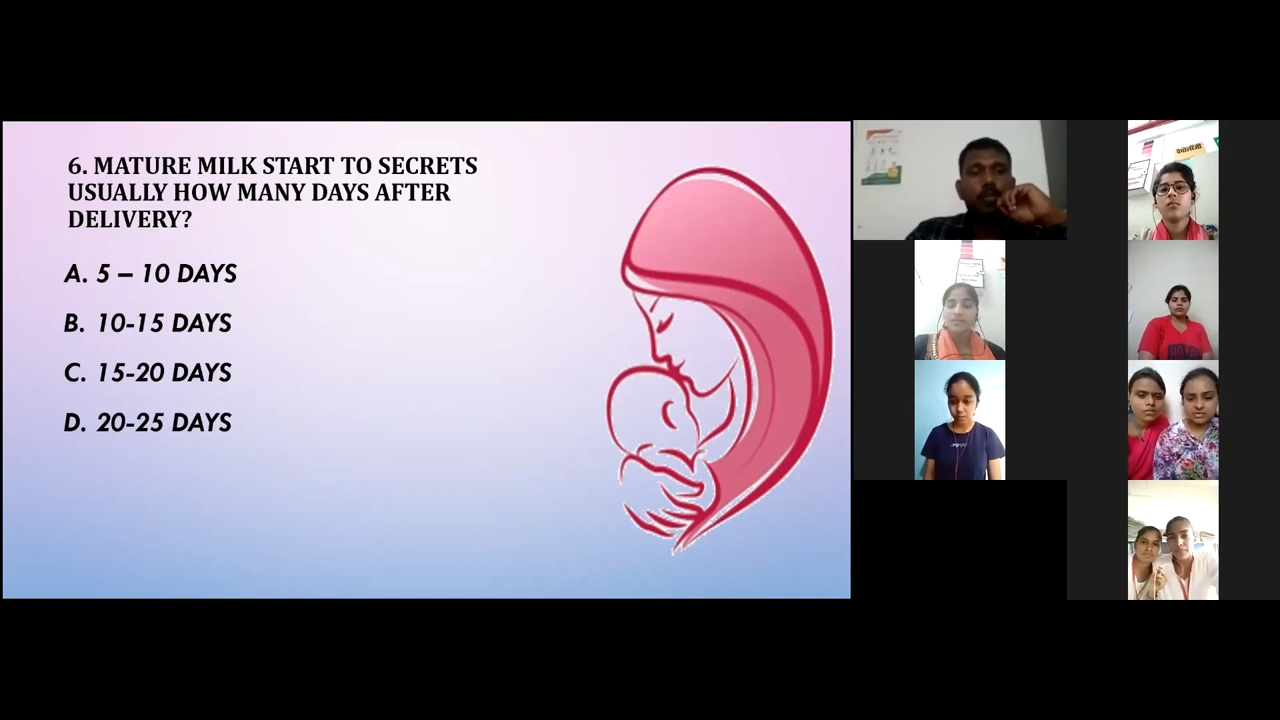 6. MATURE MILK START TO SECRETS
USUALLY HOW MANY DAYS AFTER
DELIVERY?
A. 5 – 10 DAYS
B. 10-15 DAYS
C. 15-20 DAYS
D. 20-25 DAYS